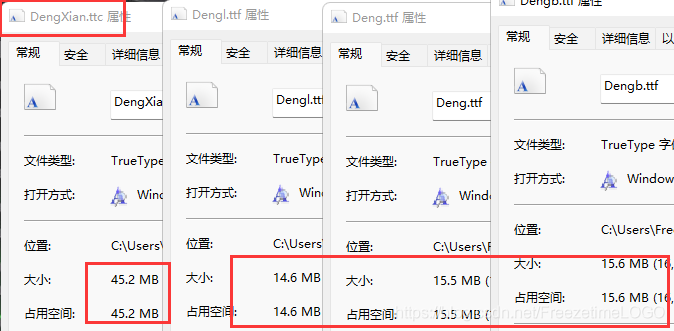 DengXian.ttc 属性
常规 安全 详细信息
DengXia
文件类型: TrueType
打开方式: Windo
位置: C:\Users\
大小: 45.2 MB
占用空间: 45.2 MB
Dengl.ttf 属性
常规 安全 详细信息
Dengl.ttf
文件类型: TrueType
打开方式: Windo
位置: C:\Users
大小: 14.6 MB
占用空间: 14.6 MB
Deng.ttf 属性
常规 安全 详细信息
Deng.ttf
文件类型: TrueType
打开方式: Window
位置: C:\Users\F
大小: 15.5 MB (1
占用空间: 15.5 MB (1
Dengb.ttf 属性
常规 安全 详细信息 以
Dengb.ttf
文件类型: TrueType 字
打开方式: Window
位置: C:\Users\Fre
大小: 15.6 MB (16,
占用空间: 15.6 MB (16,